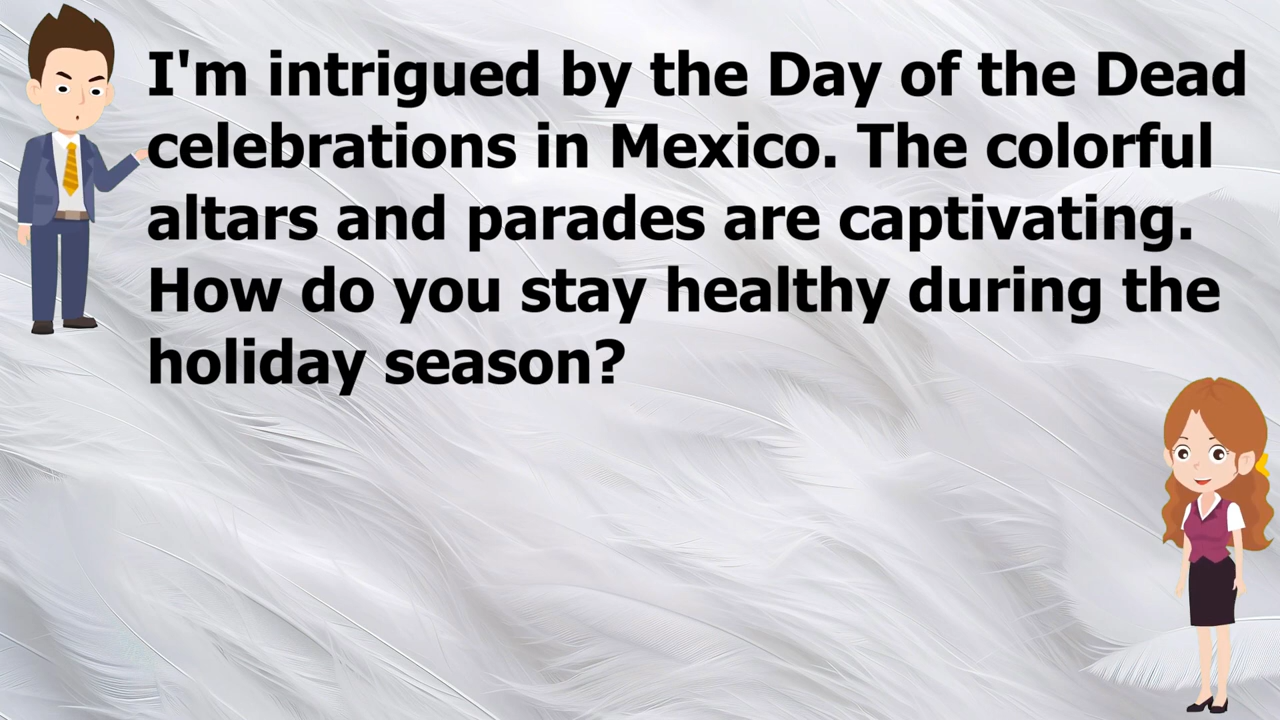 I'm intrigued by the Day of the Dead
celebrations in Mexico. The colorful
altars and parades are captivating.
How do you stay healthy during the
holiday season?